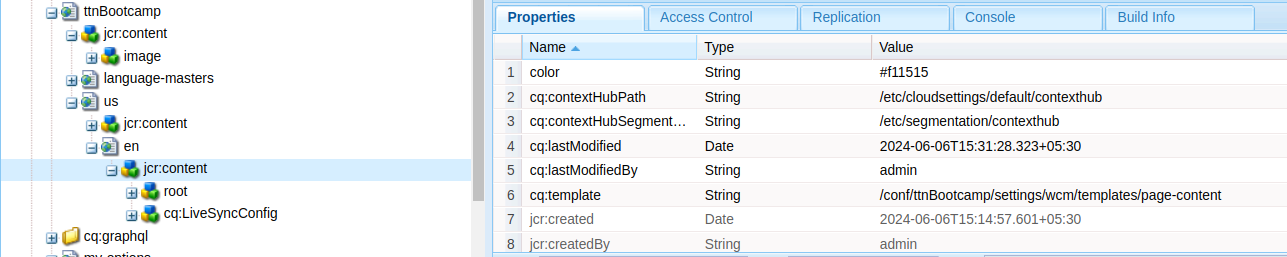 ttnBootcamp
jcr:content
image
language-masters
us
jcr:content
en
jcr:content
root
cq:LiveSyncConfig
cq:graphql
Properties Access Control Replication Console Build Info
Name Type Value
1 color String #f11515
2 cq:contextHubPath String /etc/cloudsettings/default/contexthub
3 cq:contextHubSegment... String /etc/segmentation/contexthub
4 cq:lastModified Date 2024-06-06T15:31:28.323+05:30
5 cq:lastModifiedBy String admin
6 cq:template String /conf/ttnBootcamp/settings/wcm/templates/page-content
7 jcr:created Date 2024-06-06T15:14:57.601+05:30
8 jcr:createdBy String admin